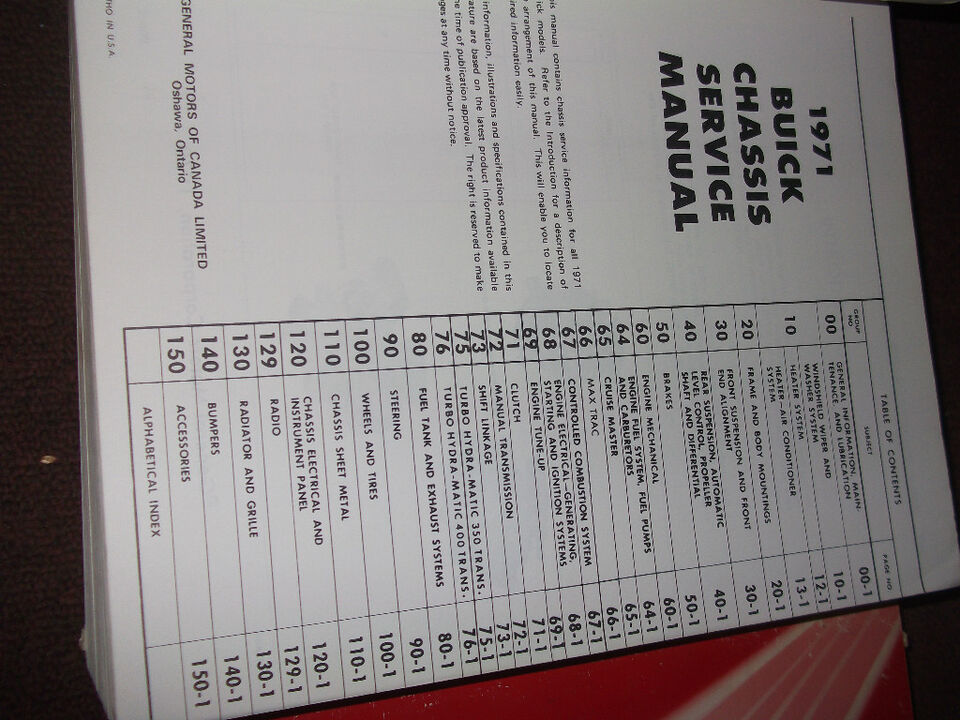 1971
BUICK
CHASSIS
SERVICE
MANUAL
is manual contains chassis service information for all 1971
ick models. Refer to the Introduction for a description of
arrangement of this manual. This will enable you to locate
ired information easily.
information, illustrations and specifications contained in this
ature are based on the latest product information available
e time of publication approval. The right is reserved to make
ges at any time without notice.
GENERAL MOTORS OF CANADA LIMITED
Oshawa, Ontario
THO IN U.S.A.
TABLE OF CONTENTS
GROUP NO SUBJECT PAGE NO
00 GENERAL INFORMATION, MAIN-
TENANCE AND LUBRICATION 00-1
WINDSHIELD WIPER AND
WASHER SYSTEM 10-1
10 HEATER SYSTEM 12-1
HEATER-AIR CONDITIONER
SYSTEM 13-1
20 FRAME AND BODY MOUNTINGS 20-1
30 FRONT SUSPENSION AND FRONT
END ALIGNMENT 30-1
40 REAR SUSPENSION, AUTOMATIC
LEVEL CONTROL, PROPELLER
SHAFT AND DIFFERENTIAL 40-1
50 BRAKES 50-1
60 ENGINE MECHANICAL 60-1
64 ENGINE FUEL SYSTEM, FUEL PUMPS
AND CARBURETORS 64-1
65 CRUISE MASTER 65-1
66 MAX TRAC 66-1
67 CONTROLLED COMBUSTION SYSTEM 67-1
68 ENGINE ELECTRICAL-GENERATING,
STARTING AND IGNITION SYSTEMS 68-1
69 ENGINE TUNE-UP 69-1
71 CLUTCH 71-1
72 MANUAL TRANSMISSION 72-1
73 SHIFT LINKAGE 73-1
75 TURBO HYDRA-MATIC 350 TRANS. 75-1
76 TURBO HYDRA-MATIC 400 TRANS. 76-1
80 FUEL TANK AND EXHAUST SYSTEMS 80-1
90 STEERING 90-1
100 WHEELS AND TIRES 100-1
110 CHASSIS SHEET METAL 110-1
120 CHASSIS ELECTRICAL AND
INSTRUMENT PANEL 120-1
129 RADIO 129-1
130 RADIATOR AND GRILLE 130-1
140 BUMPERS 140-1
150 ACCESSORIES 150-1
ALPHABETICAL INDEX